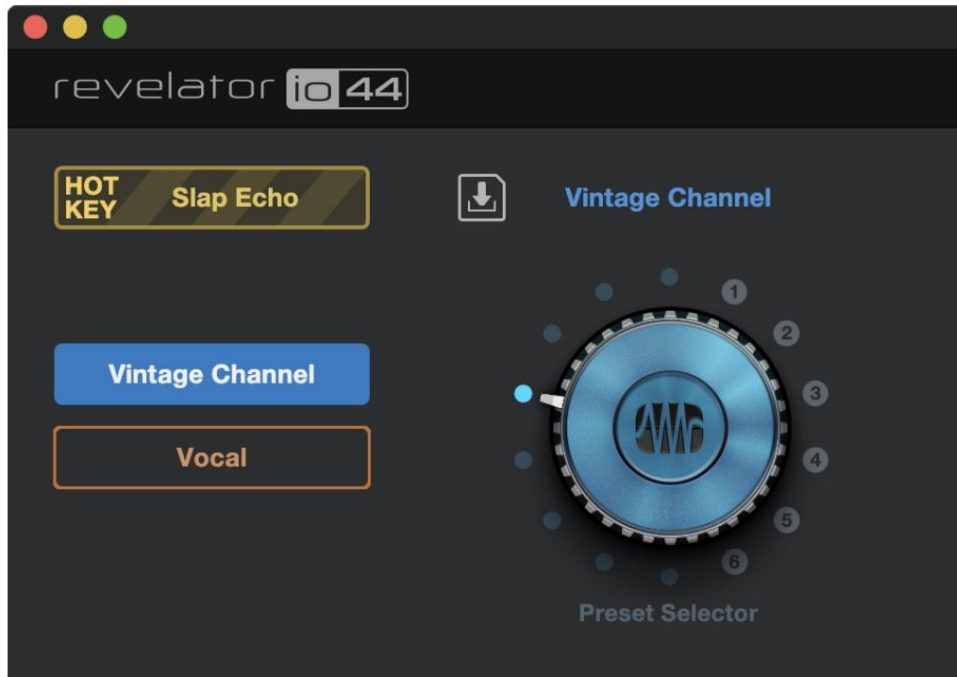 revelator io 44
HOT KEY
Slap Echo
Vintage Channel
Vintage Channel
Vocal
1
2
3
4
5
6
Preset Selector